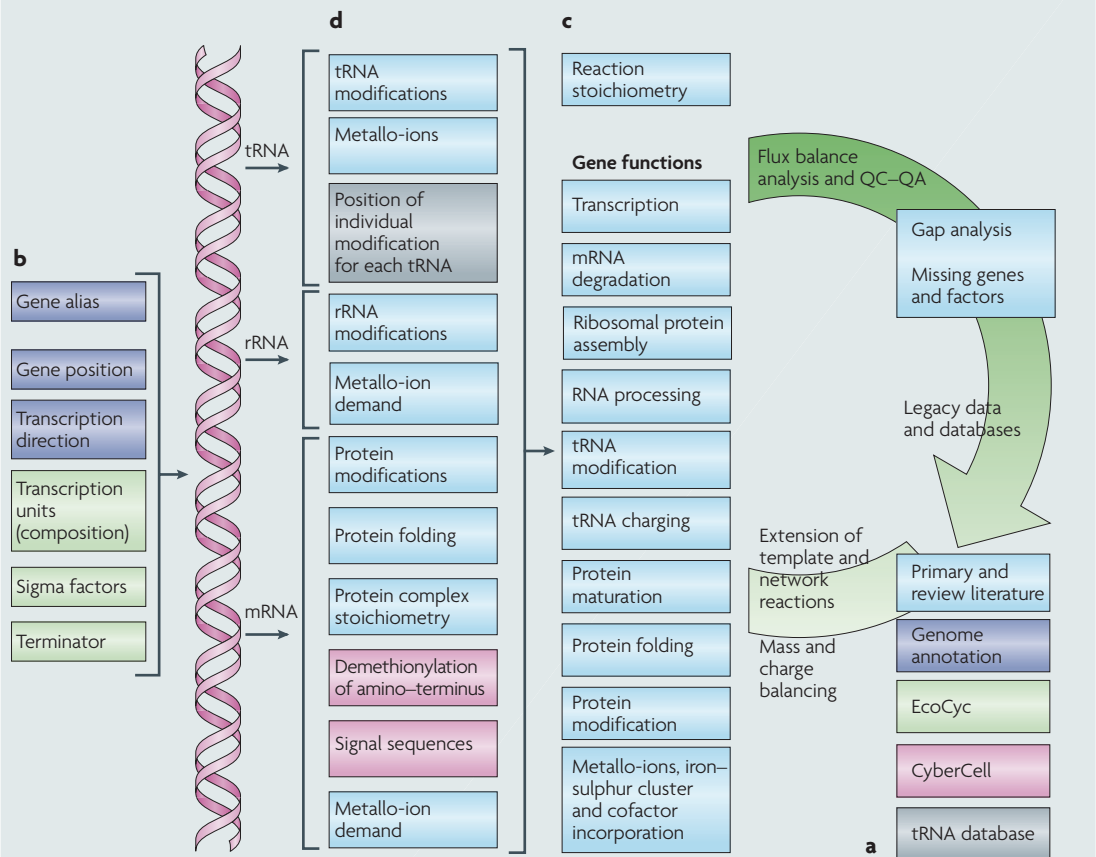 b
Gene alias
Gene position
Transcription
direction
Transcription
units
(composition)
Sigma factors
Terminator
tRNA
rRNA
mRNA
d
tRNA
modifications
Metallo-ions
Position of
individual
modification
for each tRNA
rRNA
modifications
Metallo-ion
demand
Protein
modifications
Protein folding
Protein complex
stoichiometry
Demethionylation
of amino–terminus
Signal sequences
Metallo-ion
demand
c
Reaction
stoichiometry
Gene functions
Transcription
mRNA
degradation
Ribosomal protein
assembly
RNA processing
tRNA
modification
tRNA charging
Protein
maturation
Protein folding
Protein
modification
Metallo-ions, iron–
sulphur cluster
and cofactor
incorporation
Flux balance
analysis and QC–QA
Gap analysis
Missing genes
and factors
Legacy data
and databases
Extension of
template and
network
reactions
Mass and
charge
balancing
Primary and
review literature
Genome
annotation
EcoCyc
CyberCell
tRNA database
a